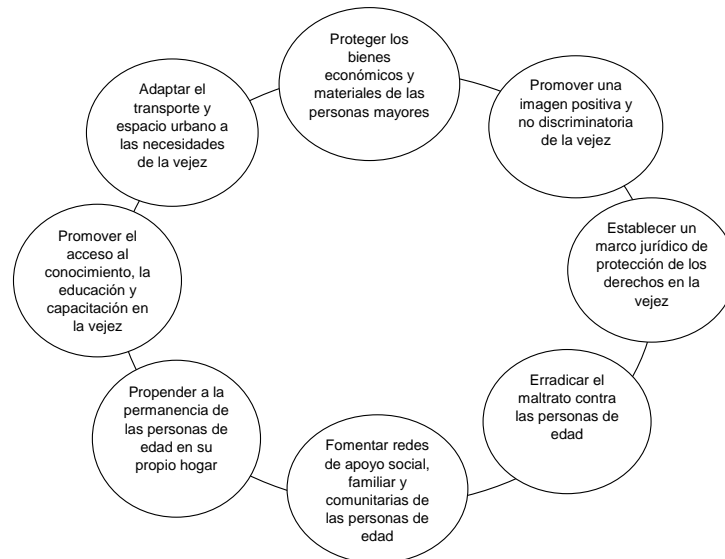 Proteger los
bienes
económicos y
materiales de las
personas mayores
Promover una
imagen positiva y
no discriminatoria
de la vejez
Establecer un
marco jurídico de
protección de los
derechos en la
vejez
Erradicar el
maltrato contra
las personas de
edad
Fomentar redes
de apoyo social,
familiar y
comunitarias de
las personas de
edad
Propender a la
permanencia de
las personas de
edad en su
propio hogar
Promover el
acceso al
conocimiento, la
educación y
capacitación en
la vejez
Adaptar el
transporte y
espacio urbano a
las necesidades
de la vejez